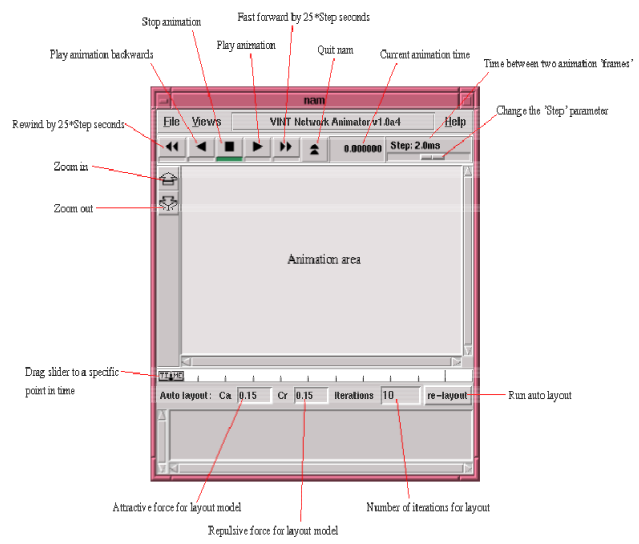 Fast forward by 25*Step seconds
Stop animation
Play animation
Quit nam
Play animation backwards
Current animation time
Time between two animation 'frames'
Change the 'Step' parameter
nam
File Views VINT Network Animator v1.0a4 Help
Rewind by 25*Step seconds
0.000000 Step: 2.0ms
Zoom in
Zoom out
Animation area
Drag slider to a specific
point in time
TIME
Auto layout: Ca 0.15 Cr 0.15 Iterations 10 re-layout
Run auto layout
Attractive force for layout model
Number of iterations for layout
Repulsive force for layout model